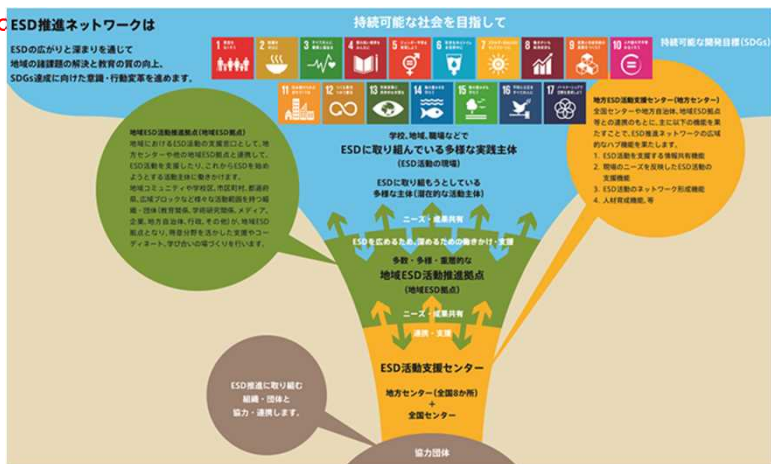 ESD推進ネットワークは
ESDの広がりと深まりを通じて
地域の諸課題の解決と教育の質の向上、
SDGs達成に向けた意識・行動変革を進めます。
持続可能な社会を目指して
持続可能な開発目標(SDGs)
1
2
3
4
5
6
7
8
9
10
11
12
13
14
15
16
17
地域ESD活動推進拠点(地域ESD拠点)
地域におけるESD活動の支援窓口として、地
方センターや他の地域ESD拠点と連携して、
ESD活動を支援したり、これからESDを始め
ようとする活動主体に働きかけます。
地域コミュニティや学校区、市区町村、都道府
県、広域ブロックなど様々な活動範囲を持つ組
織・団体(教育関係、学術研究関係、メディア、
企業、地方自治体、行政、その他)が、地域ESD
拠点となり、得意分野を活かした支援やコー
ディネート、学び合いの場づくりを行います。
学校、地域、職場などで
ESDに取り組んでいる多様な実践主体
(ESD活動の現場)
ESDに取り組もうとしている
多様な主体(潜在的な活動主体)
ニーズ・成果共有
ESDを広めるため、深めるための働きかけ・支援
多数・多様・重層的な
地域ESD活動推進拠点
(地域ESD拠点)
ニーズ・成果共有
連携・支援
ESD活動支援センター
地方センター(全国8か所)
+
全国センター
協力団体
地方ESD活動支援センター(地方センター)
全国センターや地方自治体、地域ESD拠点
等との連携のもとに、主に以下の機能を果
たすことで、ESD推進ネットワークの広域
的なハブ機能を果たします。
1. ESD活動を支援する情報共有機能
2. 現場のニーズを反映したESD活動の
支援機能
3. ESD活動のネットワーク形成機能
4. 人材育成機能、等
ESD推進に取り組む
組織・団体と
協力・連携します。